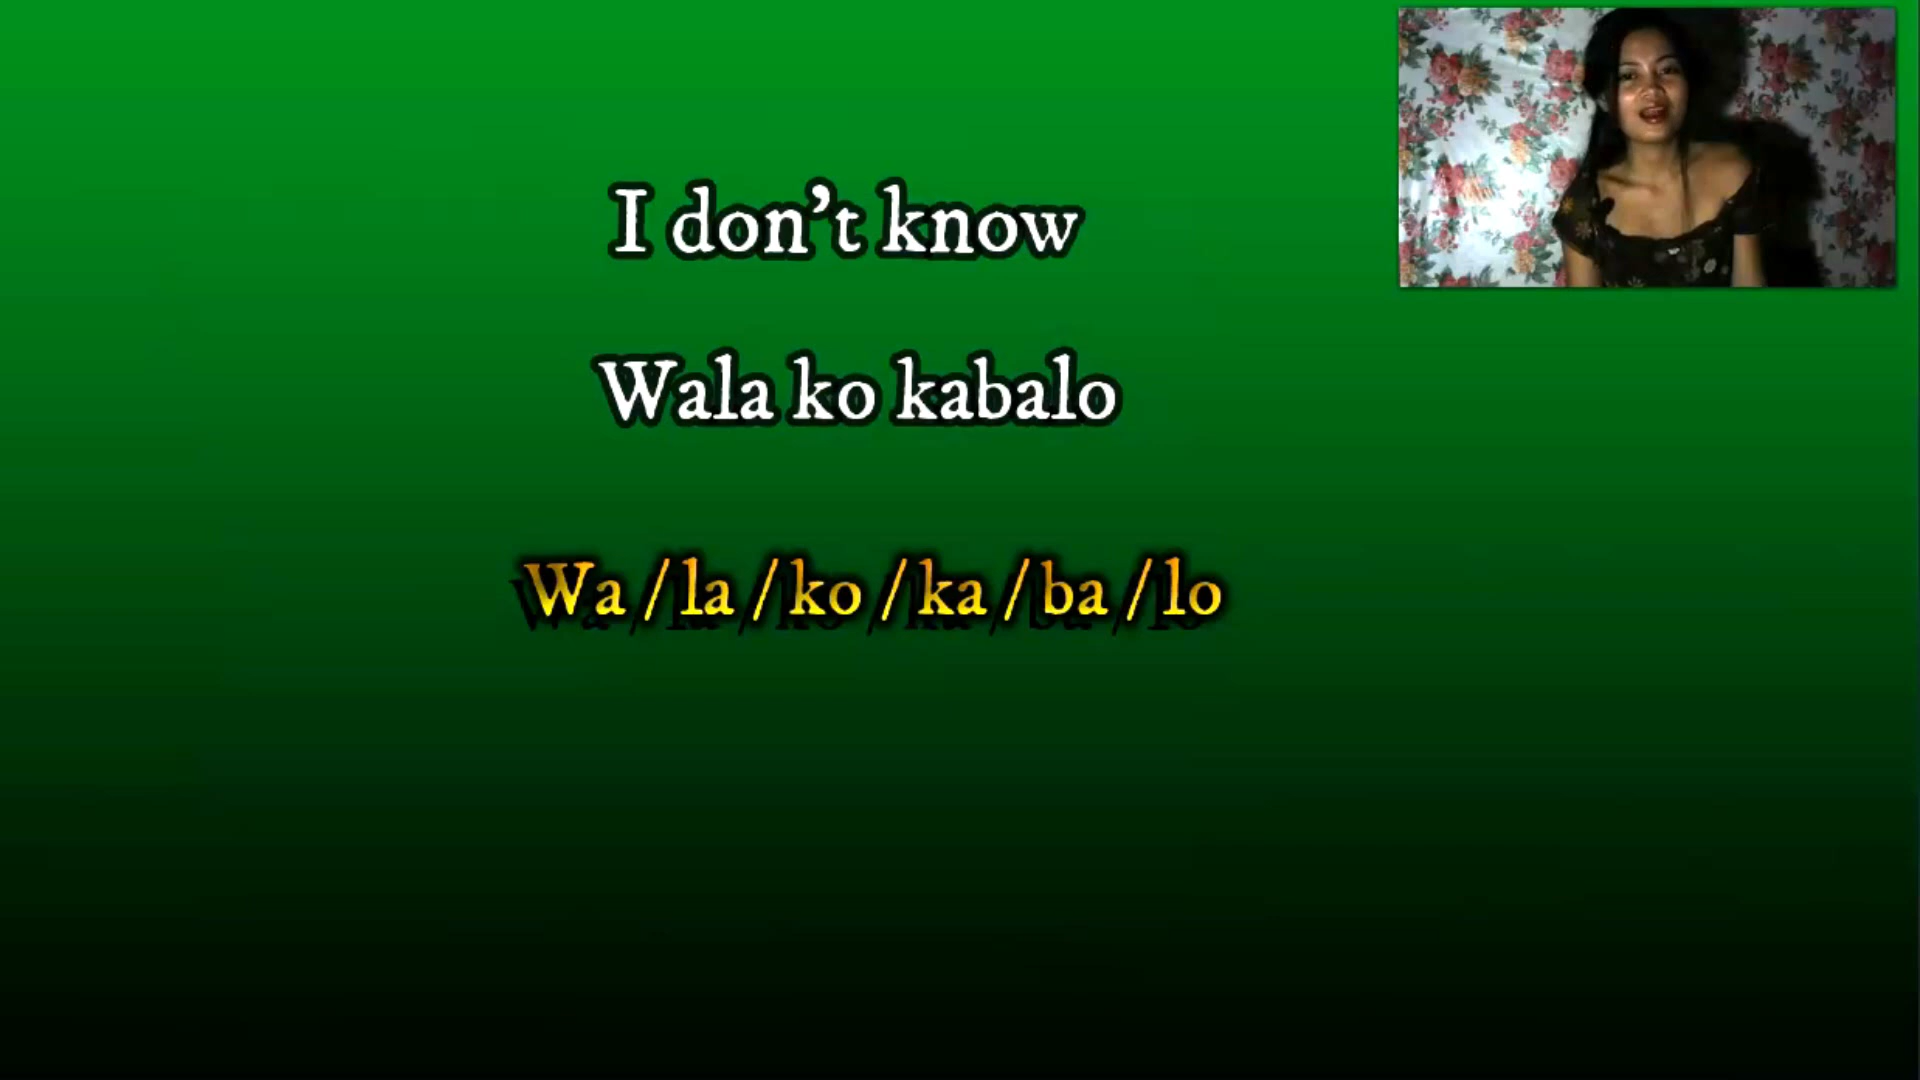 I don't know
Wala ko kabalo
Wa / la / ko / ka / ba / lo